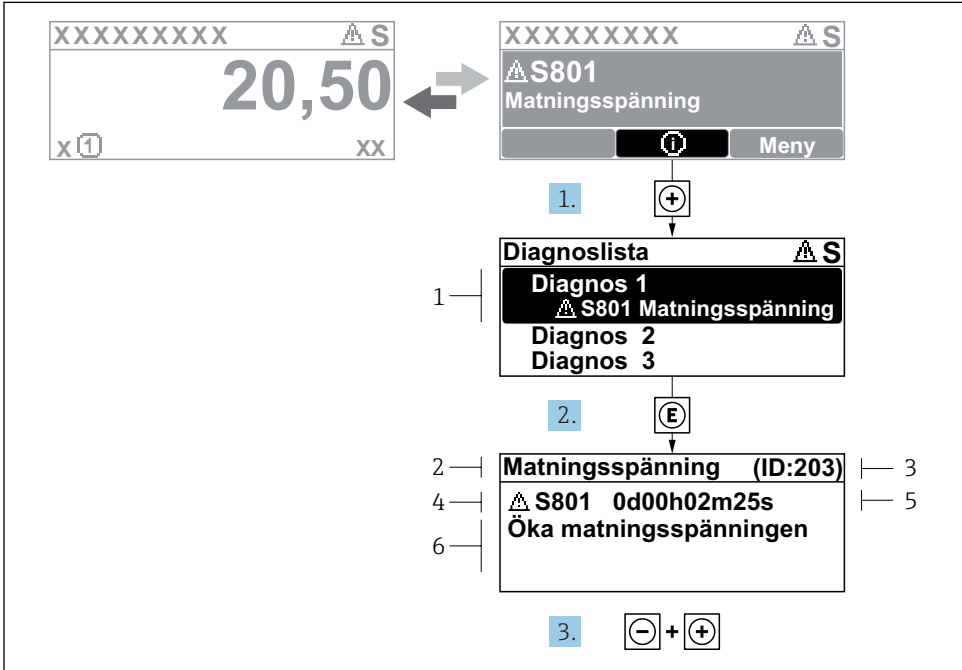 XXXXXXXXX ⚠ S
20,50
x 1 XX
XXXXXXXXX ⚠ S
⚠ S801
Matningsspänning
i Meny
1. +
Diagnoslista ⚠ S
1
Diagnos 1
⚠ S801 Matningsspänning
Diagnos 2
Diagnos 3
2. E
2 Matningsspänning (ID:203) 3
4 ⚠ S801 0d00h02m25s 5
6 Öka matningsspänningen
3. - + +